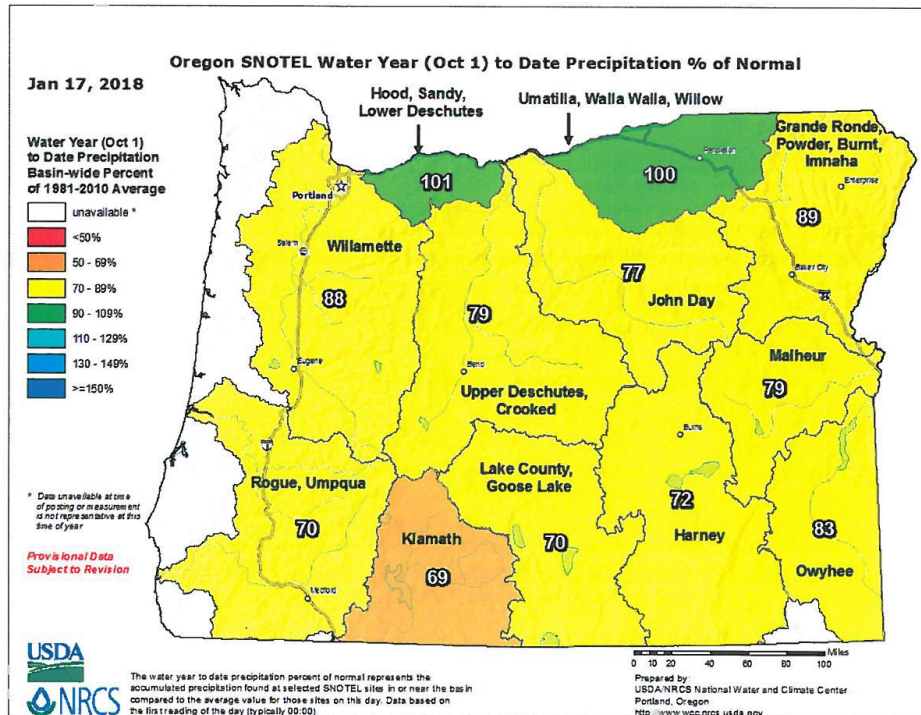 Oregon SNOTEL Water Year (Oct 1) to Date Precipitation % of Normal
Jan 17, 2018
Hood, Sandy,
Lower Deschutes
Umatilla, Walla Walla, Willow
Grande Ronde,
Powder, Burnt,
Imnaha
Water Year (Oct 1)
to Date Precipitation
Basin-wide Percent
of 1981-2010 Average
unavailable *
<50%
50 - 69%
70 - 89%
90 - 109%
110 - 129%
130 - 149%
>=150%
Portland
101
100
Pendleton
Enterprise
89
Salem
Willamette
88
79
77
John Day
Baker City
Eugene
Bend
Upper Deschutes,
Crooked
Malheur
79
Burns
Rogue, Umpqua
70
Lake County,
Goose Lake
70
72
Harney
83
Owyhee
Klamath
69
Medford
* Data unavailable at time
of posting or measurement
is not representative at this
time of year
Provisional Data
Subject to Revision
Miles
0 10 20 40 60 80 100
USDA
NRCS
The water year to date precipitation percent of normal represents the
accumulated precipitation found at selected SNOTEL sites in or near the basin
compared to the average value for those sites on this day. Data based on
the first reading of the day (typically 00:00).
Prepared by:
USDA/NRCS National Water and Climate Center
Portland, Oregon
http://www.wcc.nrcs.usda.gov